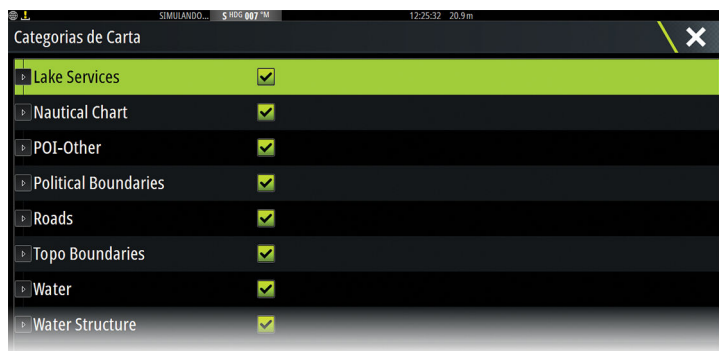 SIMULANDO... S HDG 007 °M 12:25:32 20.9 m
Categorias de Carta
Lake Services
Nautical Chart
POI-Other
Political Boundaries
Roads
Topo Boundaries
Water
Water Structure